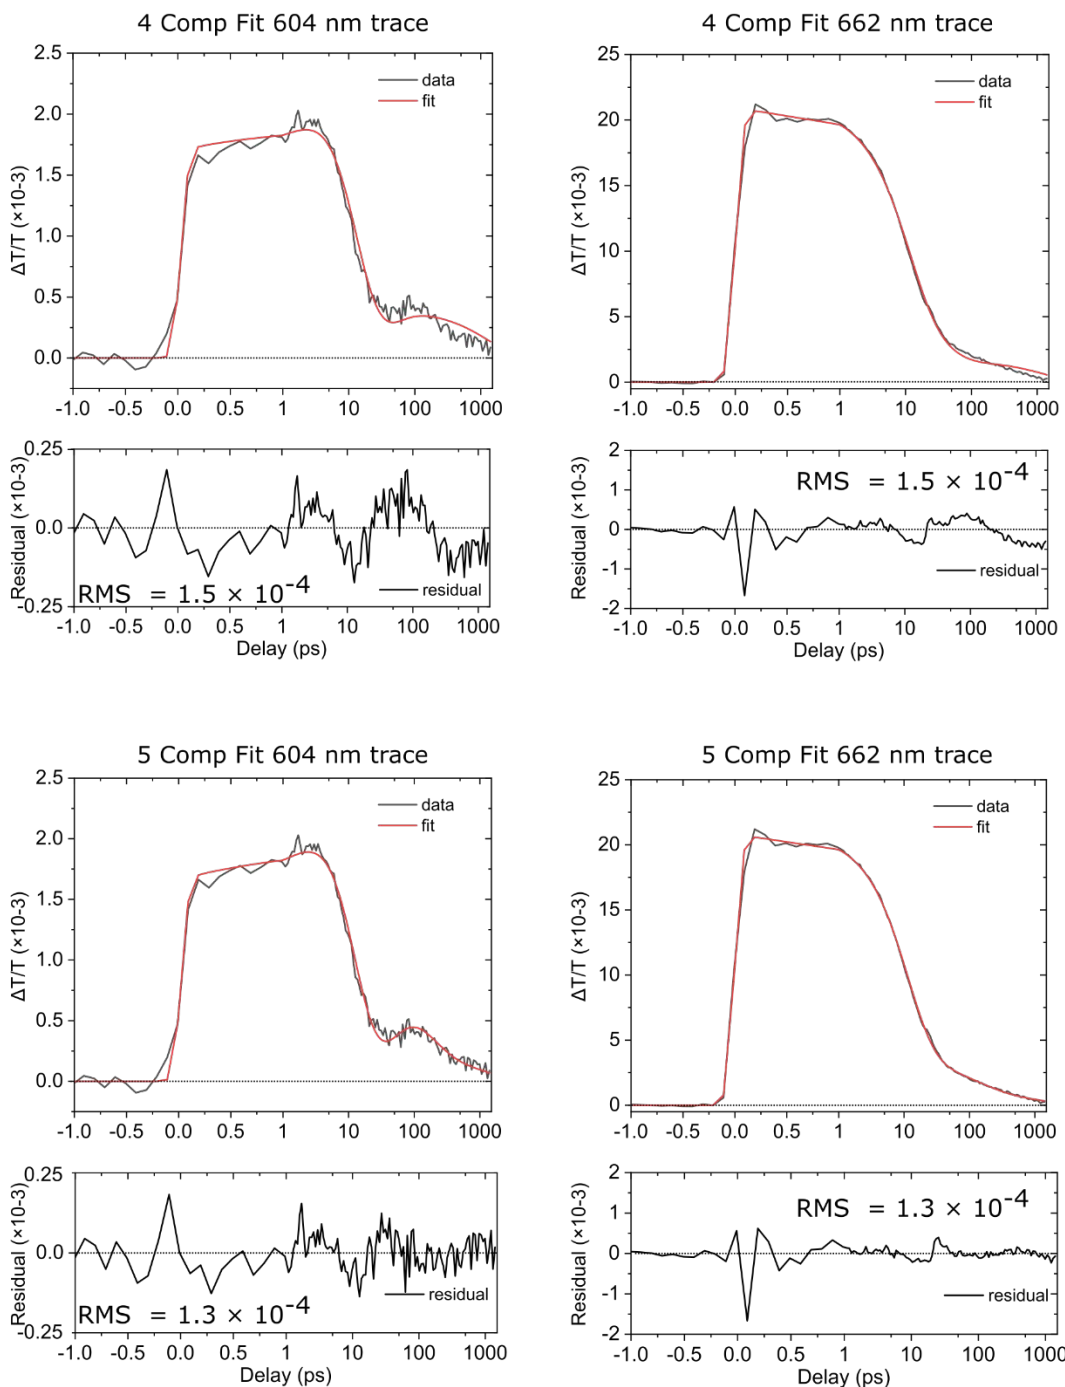 4 Comp Fit 604 nm trace
2.5
2.0
1.5
1.0
0.5
0.0
ΔT/T (×10-3)
data
fit
-1.0 -0.5 0.0 0.5 1 10 100 1000
0.25
0.0
-0.25
Residual (×10-3)
RMS = 1.5 × 10-4
residual
-1.0 -0.5 0.0 0.5 1 10 100 1000
Delay (ps)
4 Comp Fit 662 nm trace
25
20
15
10
5
0
ΔT/T (×10-3)
data
fit
-1.0 -0.5 0.0 0.5 1 10 100 1000
2
1
0
-1
-2
Residual (×10-3)
RMS = 1.5 × 10-4
residual
-1.0 -0.5 0.0 0.5 1 10 100 1000
Delay (ps)
5 Comp Fit 604 nm trace
2.5
2.0
1.5
1.0
0.5
0.0
ΔT/T (×10-3)
data
fit
-1.0 -0.5 0.0 0.5 1 10 100 1000
0.25
0.0
-0.25
Residual (×10-3)
RMS = 1.3 × 10-4
residual
-1.0 -0.5 0.0 0.5 1 10 100 1000
Delay (ps)
5 Comp Fit 662 nm trace
25
20
15
10
5
0
ΔT/T (×10-3)
data
fit
-1.0 -0.5 0.0 0.5 1 10 100 1000
2
1
0
-1
-2
Residual (×10-3)
RMS = 1.3 × 10-4
residual
-1.0 -0.5 0.0 0.5 1 10 100 1000
Delay (ps)